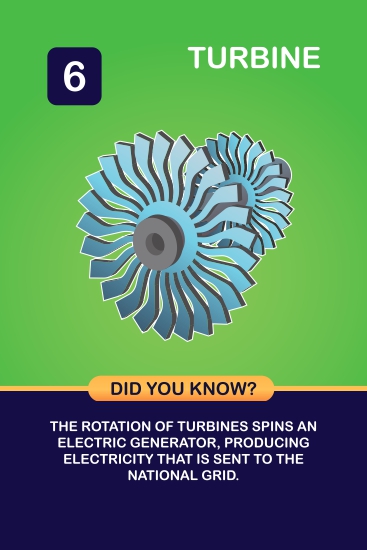 TURBINE
6
DID YOU KNOW?
THE ROTATION OF TURBINES SPINS AN
ELECTRIC GENERATOR, PRODUCING
ELECTRICITY THAT IS SENT TO THE
NATIONAL GRID.